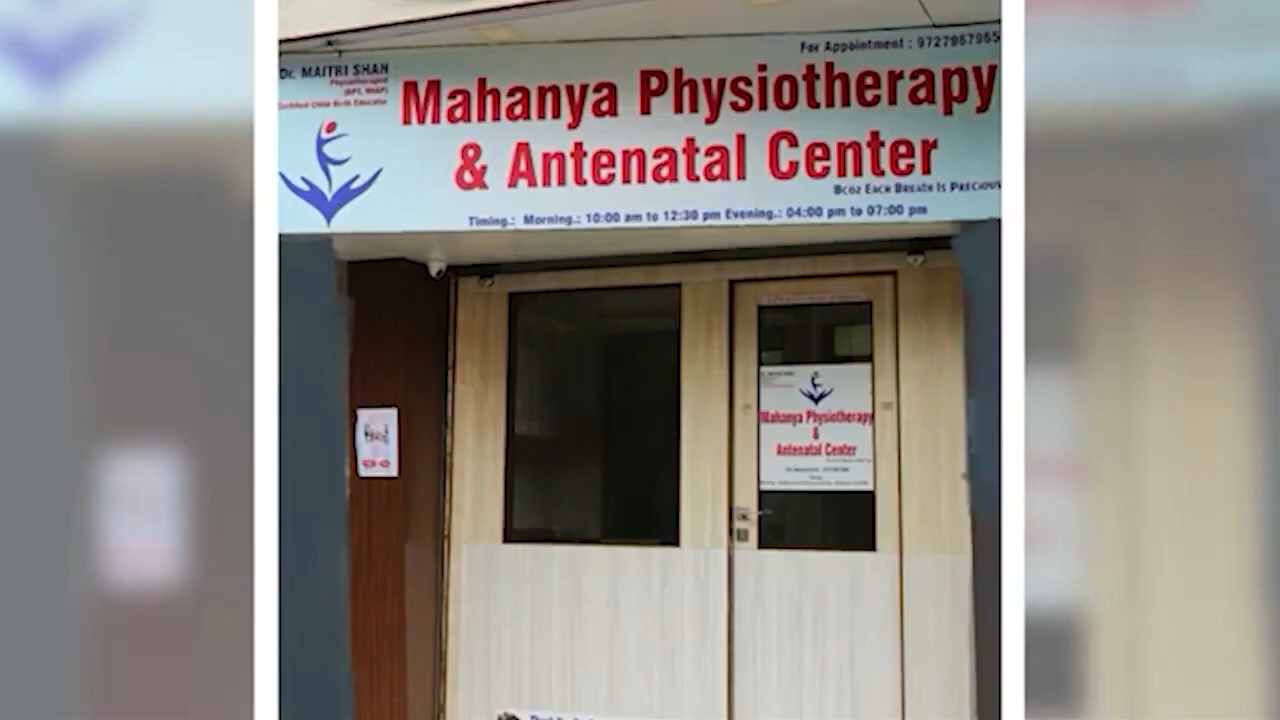 For Appointment : 9727967965
Dr. MAITRI SHAH
Physiotherapist
Certified Child Birth Educator
Mahanya Physiotherapy
& Antenatal Center
Bcoz Each Breath Is Precious
Timing.: Morning.: 10:00 am to 12:30 pm Evening.: 04:00 pm to 07:00 pm
Mahanya Physiotherapy
&
Antenatal Center